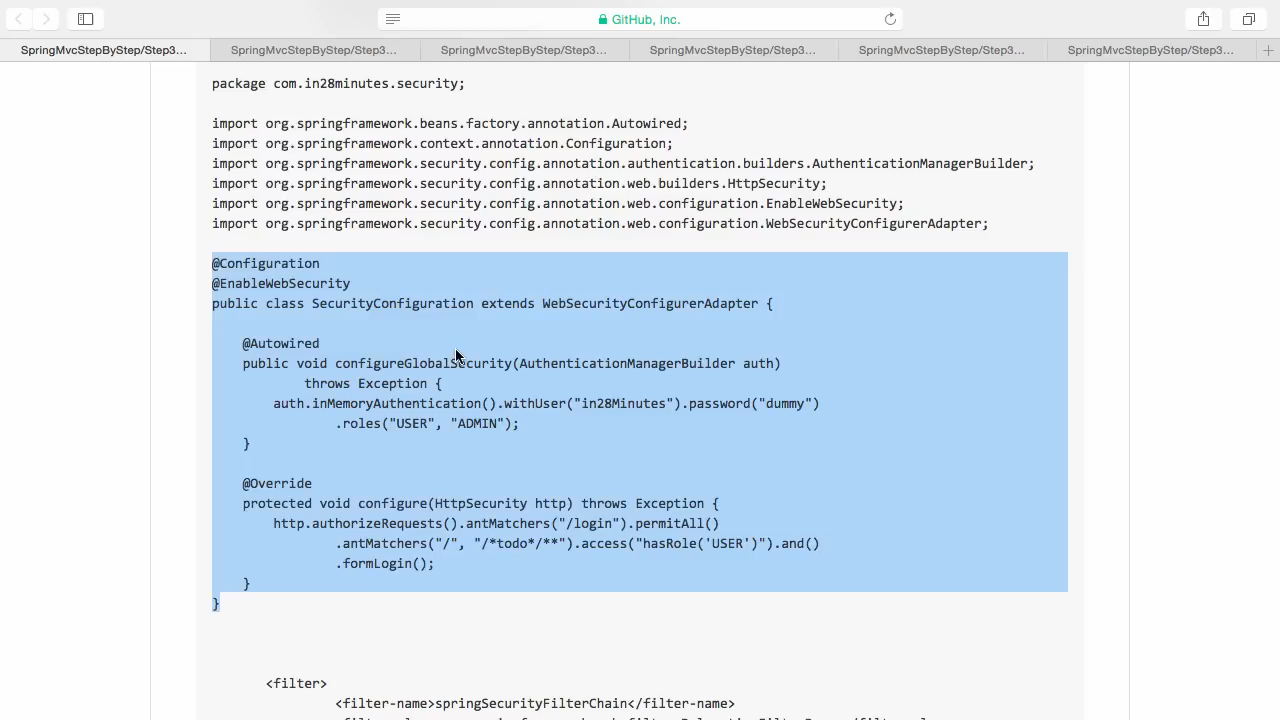 GitHub, Inc.
SpringMvcStepByStep/Step3... SpringMvcStepByStep/Step3... SpringMvcStepByStep/Step3... SpringMvcStepByStep/Step3... SpringMvcStepByStep/Step3... SpringMvcStepByStep/Step3...
package com.in28minutes.security;
import org.springframework.beans.factory.annotation.Autowired;
import org.springframework.context.annotation.Configuration;
import org.springframework.security.config.annotation.authentication.builders.AuthenticationManagerBuilder;
import org.springframework.security.config.annotation.web.builders.HttpSecurity;
import org.springframework.security.config.annotation.web.configuration.EnableWebSecurity;
import org.springframework.security.config.annotation.web.configuration.WebSecurityConfigurerAdapter;
@Configuration
@EnableWebSecurity
public class SecurityConfiguration extends WebSecurityConfigurerAdapter {
@Autowired
public void configureGlobalSecurity(AuthenticationManagerBuilder auth)
throws Exception {
auth.inMemoryAuthentication().withUser("in28Minutes").password("dummy")
.roles("USER", "ADMIN");
}
@Override
protected void configure(HttpSecurity http) throws Exception {
http.authorizeRequests().antMatchers("/login").permitAll()
.antMatchers("/", "/*todo*/**").access("hasRole('USER')").and()
.formLogin();
}
}
<filter>
<filter-name>springSecurityFilterChain</filter-name>